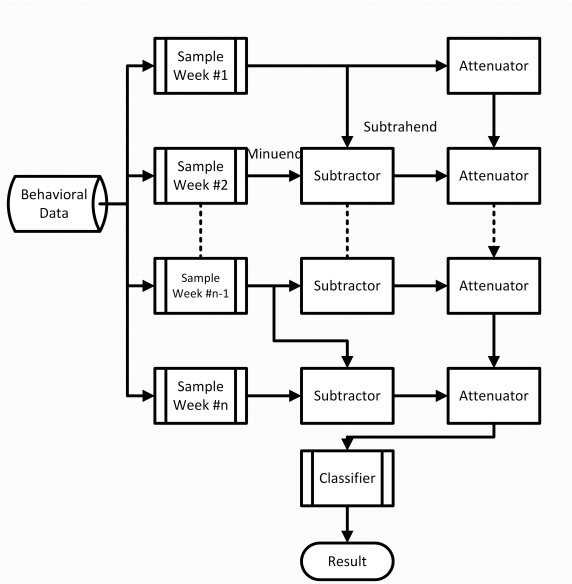 Sample
Week #1
Attenuator
Subtrahend
Minuend
Sample
Week #2
Subtractor
Attenuator
Behavioral
Data
Sample
Week #n-1
Subtractor
Attenuator
Sample
Week #n
Subtractor
Attenuator
Classifier
Result